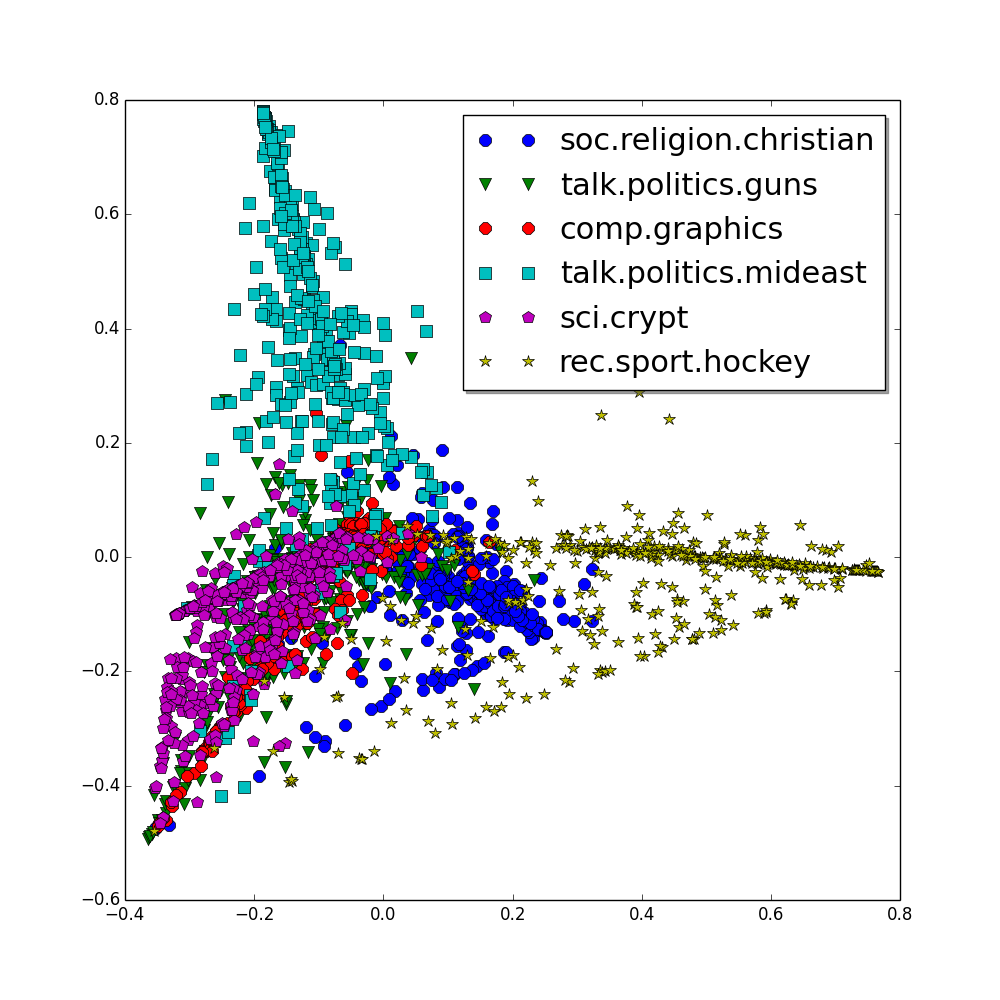 0.8
0.6
0.4
0.2
0.0
−0.2
−0.4
−0.6
−0.4
−0.2
0.0
0.2
0.4
0.6
0.8
soc.religion.christian
talk.politics.guns
comp.graphics
talk.politics.mideast
sci.crypt
rec.sport.hockey